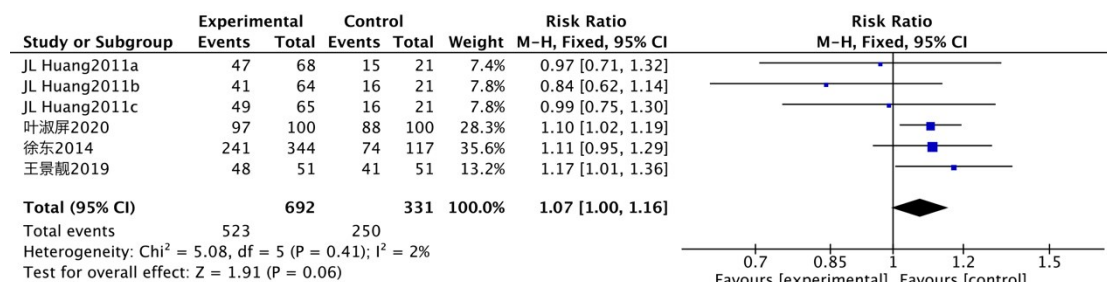 Experimental Control Risk Ratio Risk Ratio
Study or Subgroup Events Total Events Total Weight M-H, Fixed, 95% CI M-H, Fixed, 95% CI
JL Huang2011a 47 68 15 21 7.4% 0.97 [0.71, 1.32]
JL Huang2011b 41 64 16 21 7.8% 0.84 [0.62, 1.14]
JL Huang2011c 49 65 16 21 7.8% 0.99 [0.75, 1.30]
叶淑屏2020 97 100 88 100 28.3% 1.10 [1.02, 1.19]
徐东2014 241 344 74 117 35.6% 1.11 [0.95, 1.29]
王景靓2019 48 51 41 51 13.2% 1.17 [1.01, 1.36]
Total (95% CI) 692 331 100.0% 1.07 [1.00, 1.16]
Total events 523 250
Heterogeneity: Chi² = 5.08, df = 5 (P = 0.41); I² = 2%
Test for overall effect: Z = 1.91 (P = 0.06)
0.7 0.85 1 1.2 1.5
Favours [experimental] Favours [control]